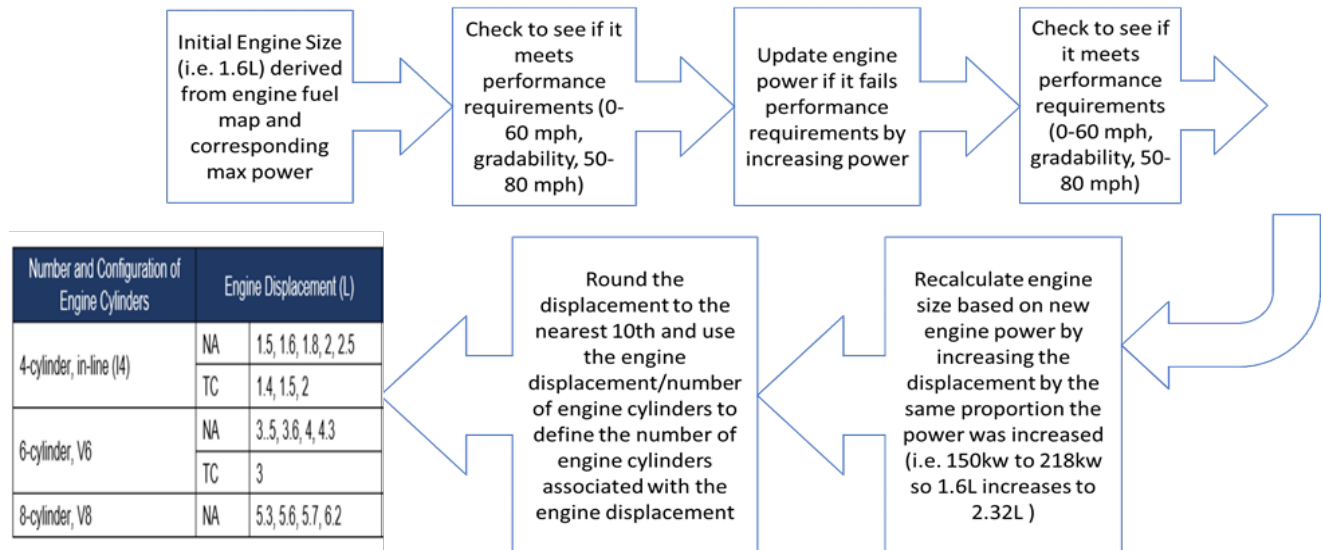 Initial Engine Size
(i.e. 1.6L) derived
from engine fuel
map and
corresponding
max power
Check to see if it
meets
performance
requirements (0-
60 mph,
gradability, 50-
80 mph)
Update engine
power if it fails
performance
requirements by
increasing power
Check to see if
it meets
performance
requirements
(0-60 mph,
gradability, 50-
80 mph)
Recalculate engine
size based on new
engine power by
increasing the
displacement by the
same proportion the
power was increased
(i.e. 150kw to 218kw
so 1.6L increases to
2.32L )
Round the
displacement to the
nearest 10th and use
the engine
displacement/number
of engine cylinders to
define the number of
engine cylinders
associated with the
engine displacement
Number and Configuration of
Engine Cylinders
Engine Displacement (L)
4-cylinder, in-line (I4)
NA 1.5, 1.6, 1.8, 2, 2.5
TC 1.4, 1.5, 2
6-cylinder, V6
NA 3..5, 3.6, 4, 4.3
TC 3
8-cylinder, V8 NA 5.3, 5.6, 5.7, 6.2